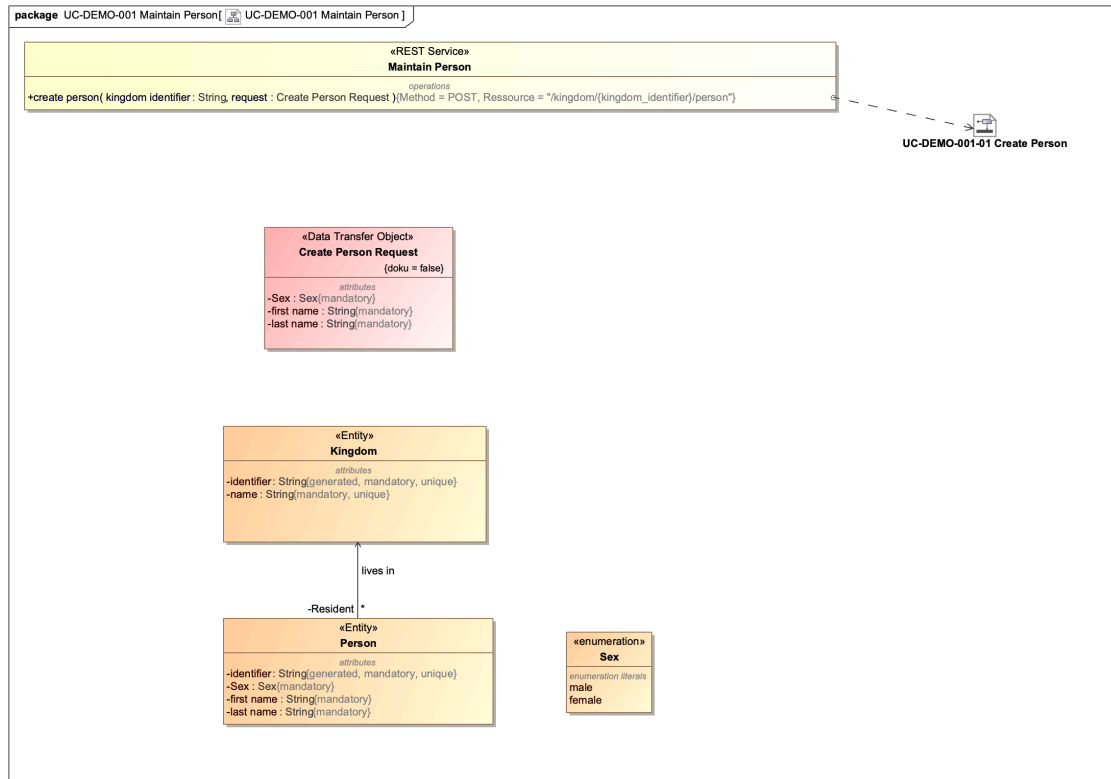 package UC-DEMO-001 Maintain Person[ UC-DEMO-001 Maintain Person ]
«REST Service»
Maintain Person
operations
+create person( kingdom identifier : String, request : Create Person Request ){Method = POST, Ressource = "/kingdom/{kingdom_identifier}/person"}
UC-DEMO-001-01 Create Person
«Data Transfer Object»
Create Person Request
{doku = false}
attributes
-Sex : Sex{mandatory}
-first name : String{mandatory}
-last name : String{mandatory}
«Entity»
Kingdom
attributes
-identifier : String{generated, mandatory, unique}
-name : String{mandatory, unique}
lives in
-Resident *
«Entity»
Person
attributes
-identifier : String{generated, mandatory, unique}
-Sex : Sex{mandatory}
-first name : String{mandatory}
-last name : String{mandatory}
«enumeration»
Sex
enumeration literals
male
female